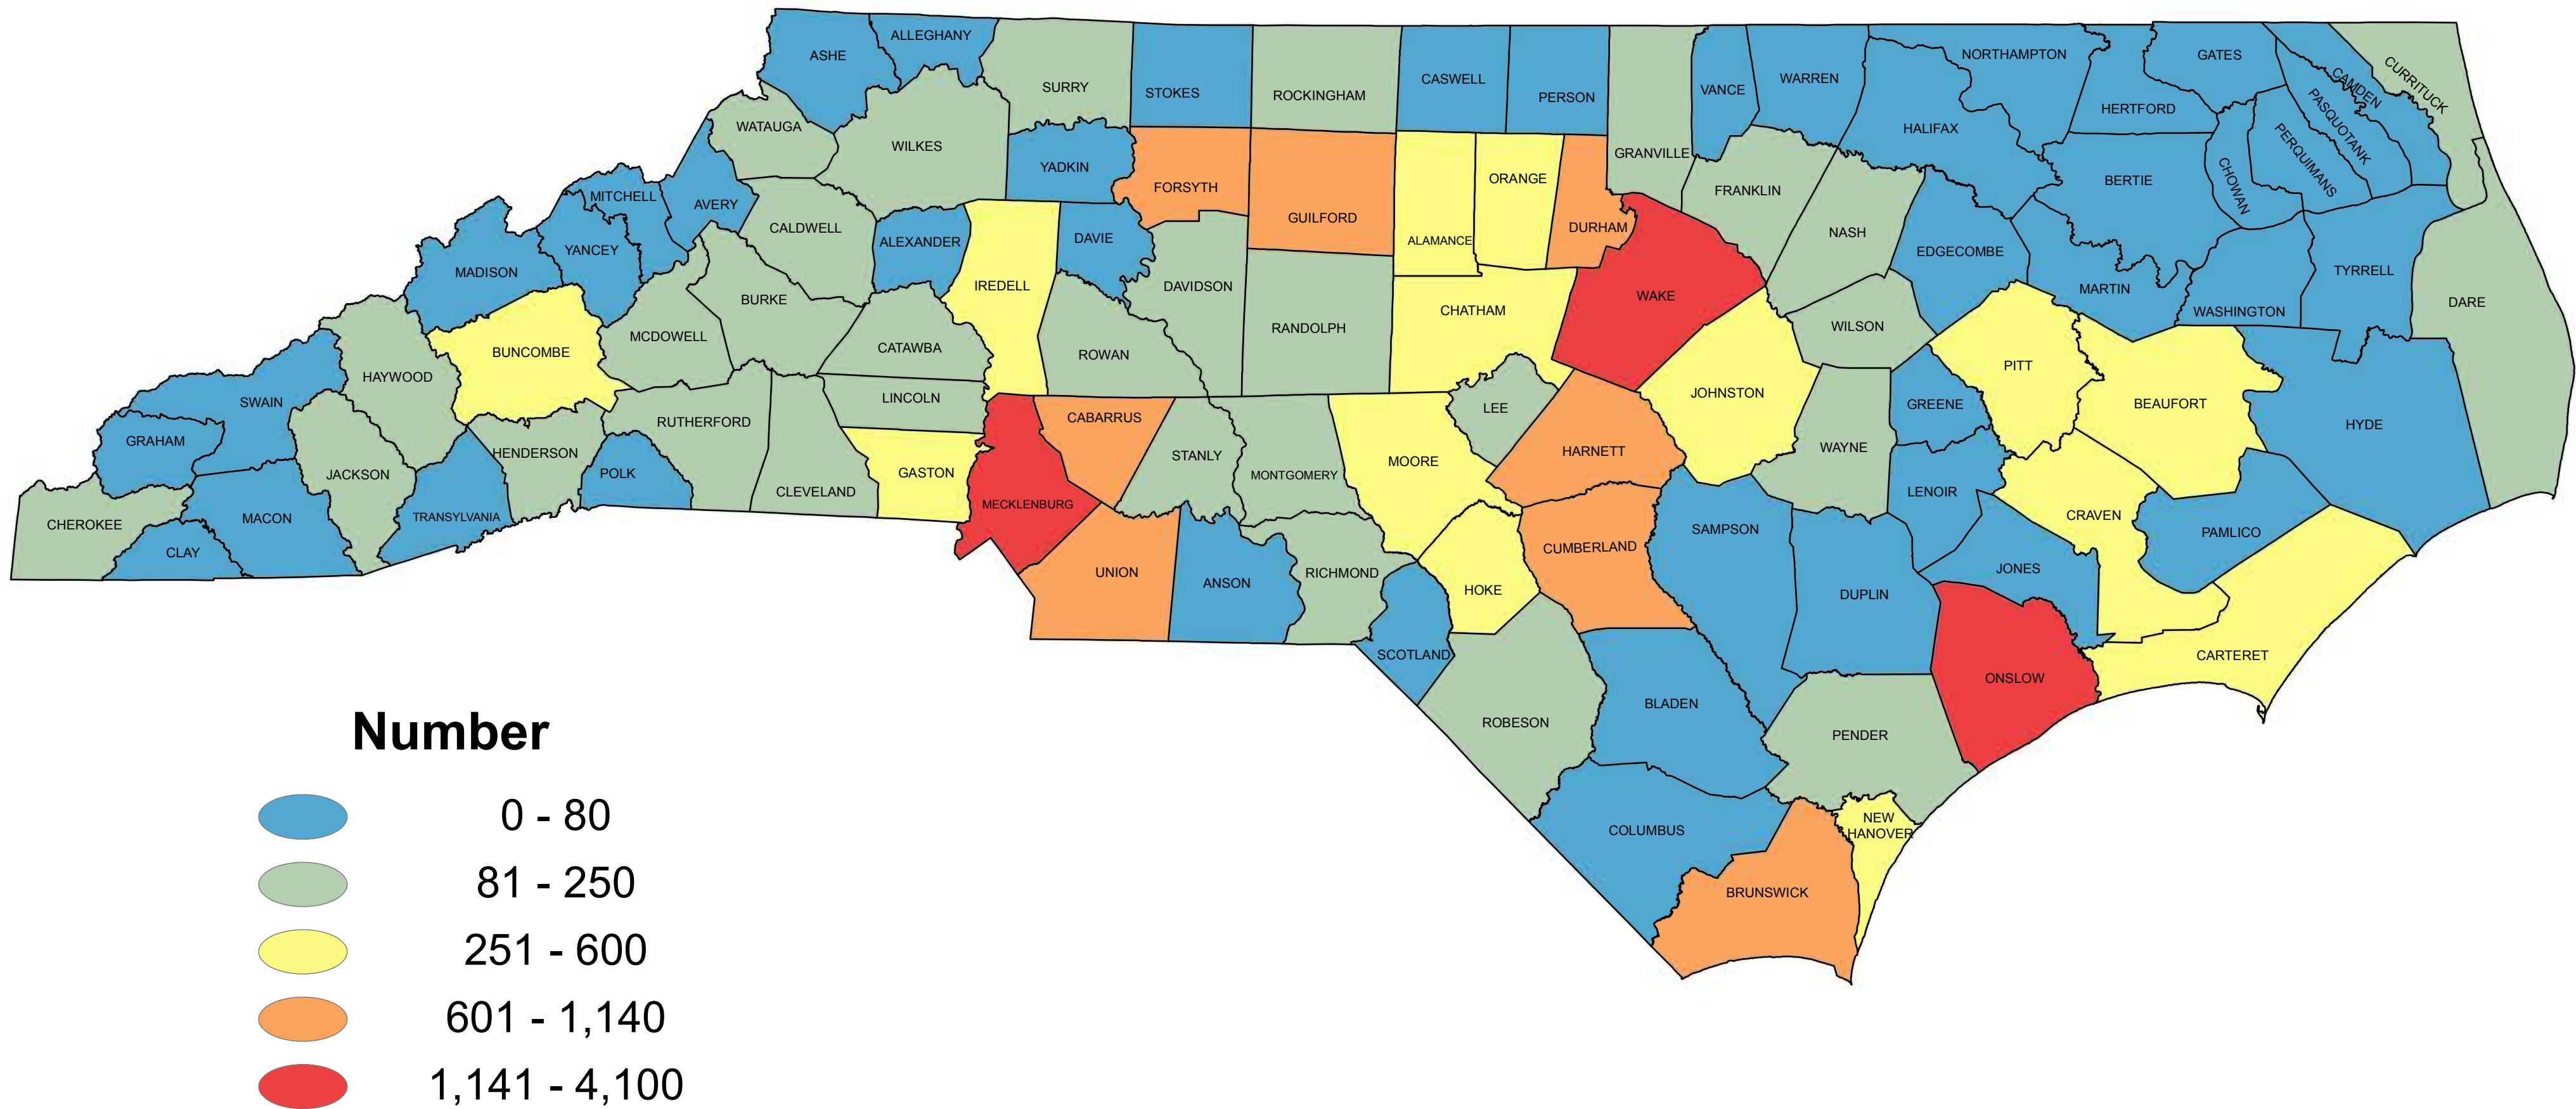 ASHE
ALLEGHANY
SURRY
STOKES
ROCKINGHAM
CASWELL
PERSON
GRANVILLE
VANCE
WARREN
NORTHAMPTON
HALIFAX
HERTFORD
GATES
CAMDEN
CURRITUCK
PASQUOTANK
PERQUIMANS
CHOWAN
BERTIE
WATAUGA
WILKES
YADKIN
FORSYTH
GUILFORD
ALAMANCE
ORANGE
DURHAM
FRANKLIN
NASH
EDGECOMBE
MARTIN
WASHINGTON
TYRRELL
DARE
MITCHELL
AVERY
CALDWELL
ALEXANDER
IREDELL
DAVIE
DAVIDSON
RANDOLPH
CHATHAM
WAKE
WILSON
MADISON
YANCEY
BURKE
MCDOWELL
CATAWBA
ROWAN
BUNCOMBE
HAYWOOD
SWAIN
GRAHAM
JACKSON
HENDERSON
RUTHERFORD
LINCOLN
CABARRUS
STANLY
MONTGOMERY
MOORE
LEE
HARNETT
JOHNSTON
WAYNE
GREENE
PITT
BEAUFORT
HYDE
CHEROKEE
CLAY
MACON
TRANSYLVANIA
POLK
CLEVELAND
GASTON
MECKLENBURG
UNION
ANSON
RICHMOND
HOKE
CUMBERLAND
SAMPSON
LENOIR
CRAVEN
PAMLICO
JONES
DUPLIN
SCOTLAND
ROBESON
BLADEN
PENDER
ONSLOW
CARTERET
COLUMBUS
BRUNSWICK
NEW
HANOVER
Number
0 - 80
81 - 250
251 - 600
601 - 1,140
1,141 - 4,100